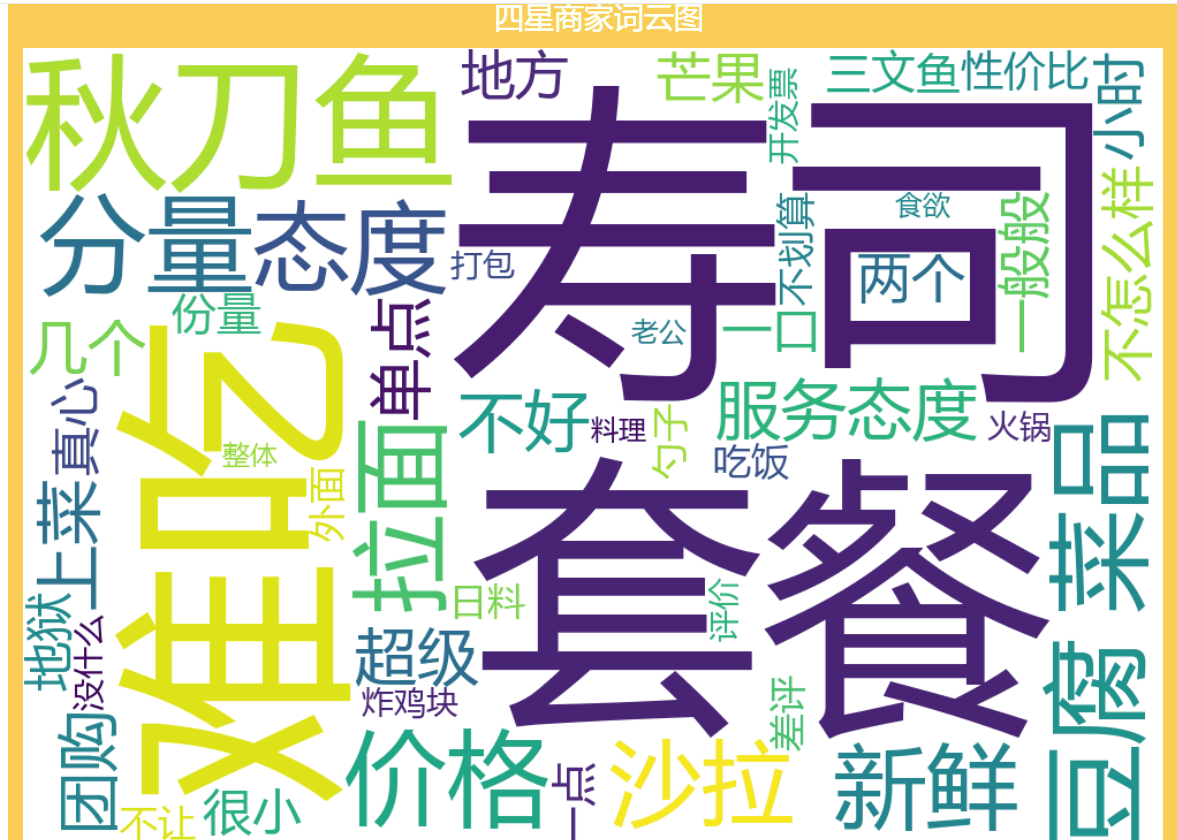 四星商家词云图
秋刀鱼
地方
芒果
开发票
三文鱼
性价比
小时
寿司
分量
态度
打包
不划算
食欲
两个
一般般
不怎么样
份量
几个
难吃
单点
老公
一口
真心
整体
外面
拉面
不好
料理
勺子
服务态度
吃饭
火锅
菜品
上菜
套餐
地狱
没什么
日料
评价
超级
炸鸡块
差评
豆腐
团购
不让
很小
价格
一点
沙拉
新鲜